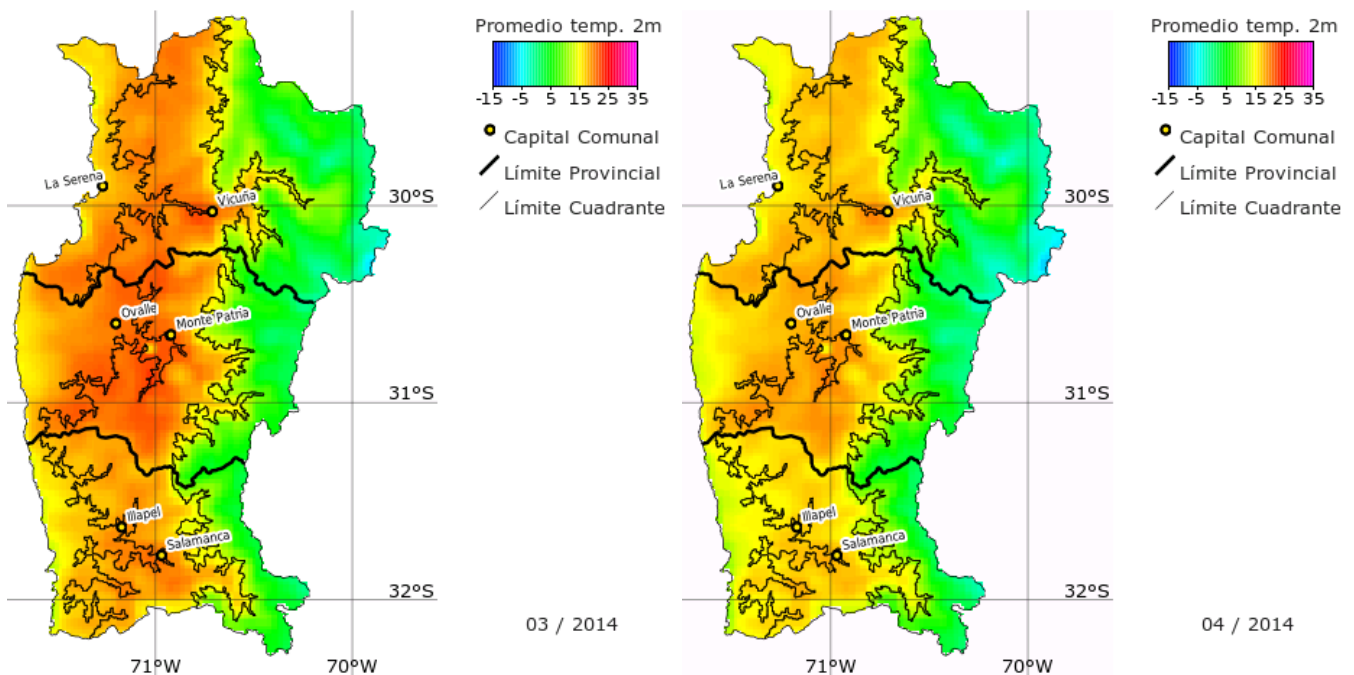 Promedio temp. 2m
-15 -5 5 15 25 35
Capital Comunal
Límite Provincial
Límite Cuadrante
La Serena
Vicuña
30°S
Ovalle
Monte Patria
31°S
Illapel
Salamanca
32°S
03 / 2014
71°W
70°W
Promedio temp. 2m
-15 -5 5 15 25 35
Capital Comunal
Límite Provincial
Límite Cuadrante
La Serena
Vicuña
30°S
Ovalle
Monte Patria
31°S
Illapel
Salamanca
32°S
04 / 2014
71°W
70°W